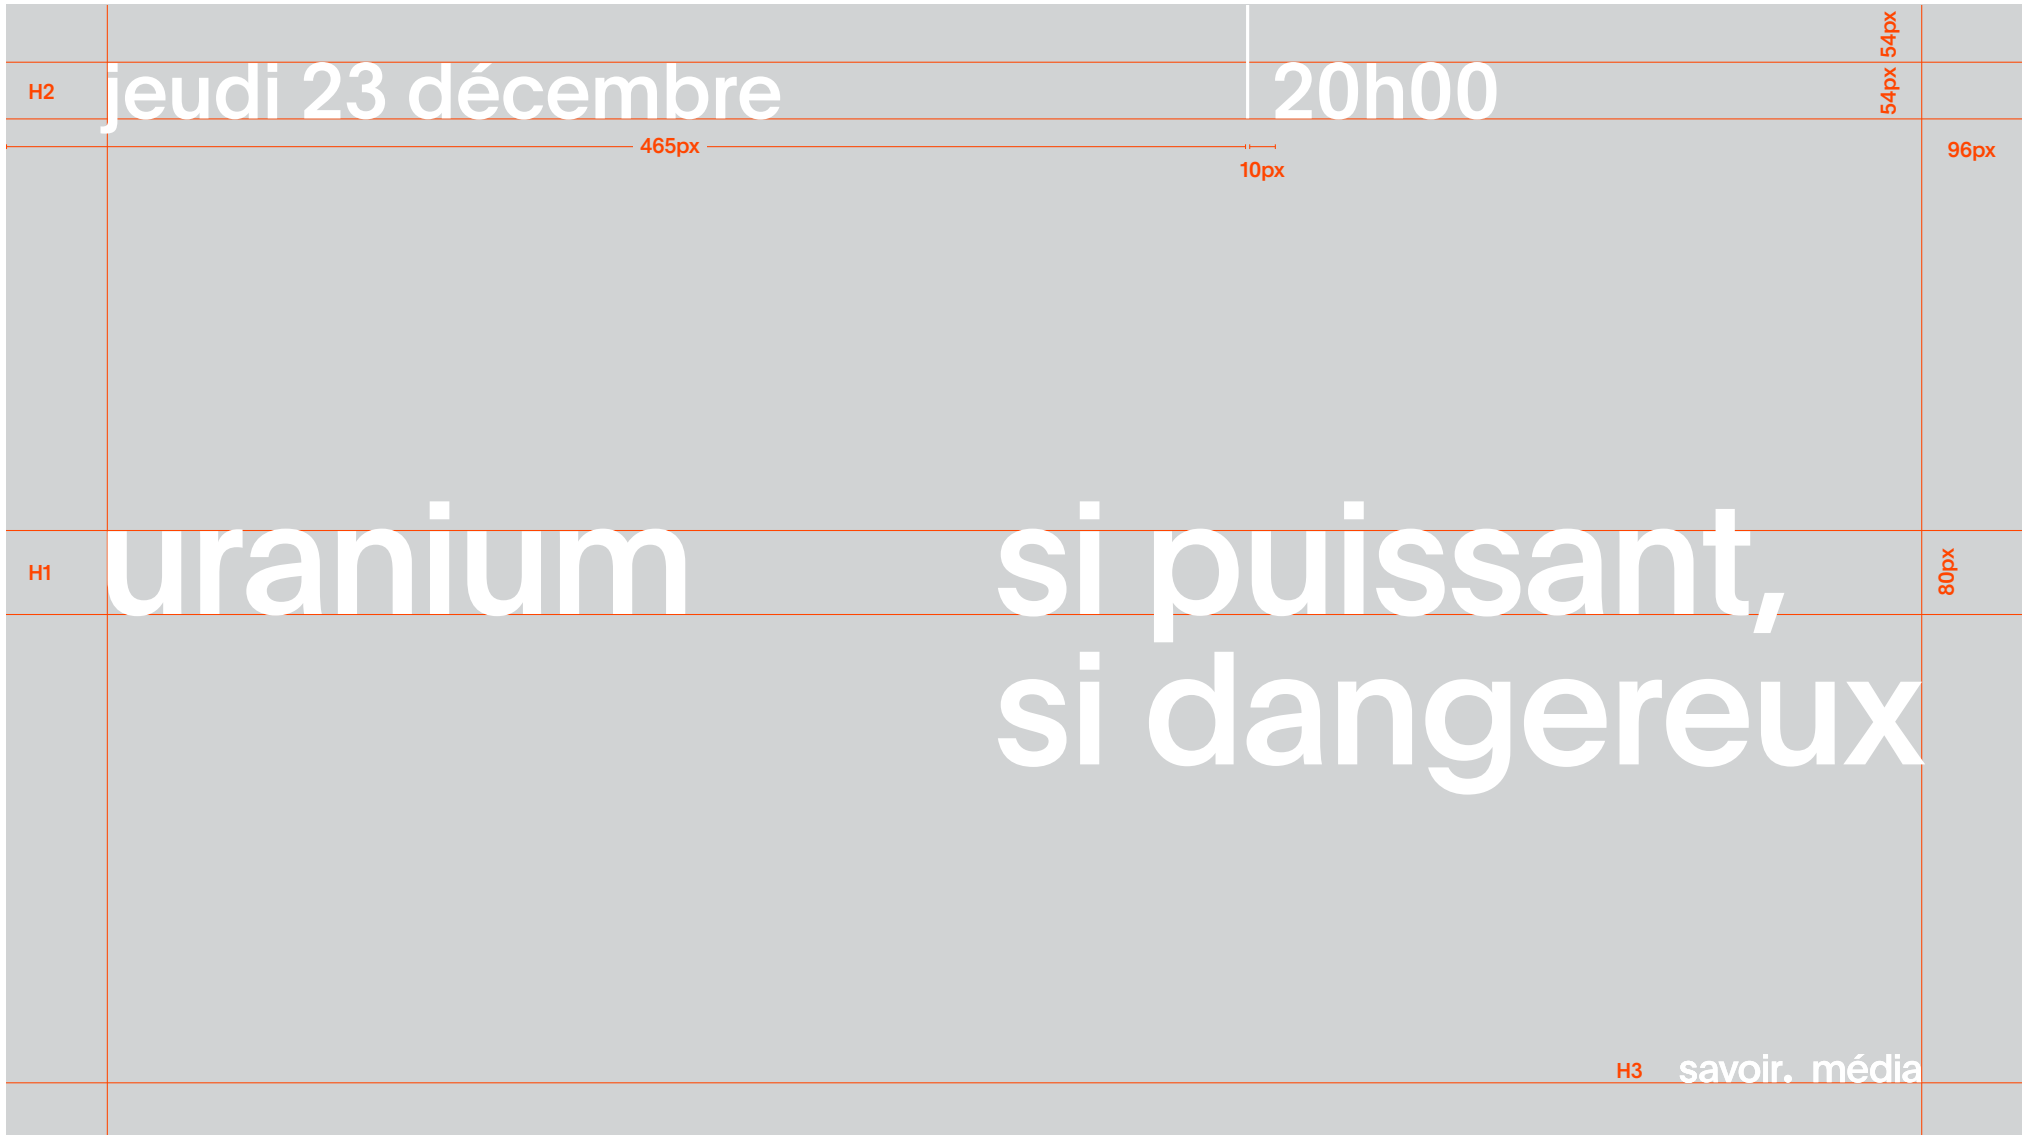 54px
H2 jeudi 23 décembre 20h00 54px
465px 10px 96px
H1 uranium si puissant, 80px
si dangereux
H3 savoir. média